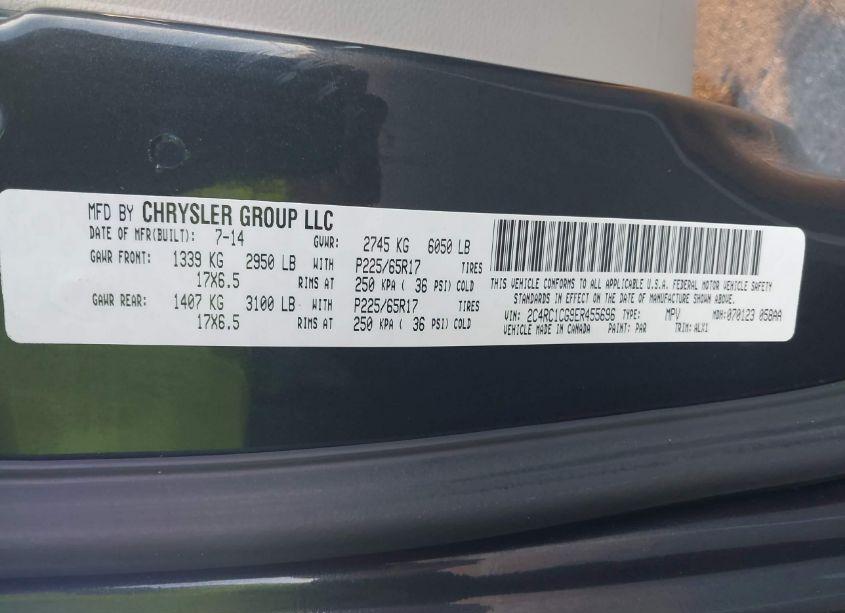 MFD BY CHRYSLER GROUP LLC
DATE OF MFR(BUILT): 7-14 GVWR: 2745 KG 6050 LB
GAWR FRONT: 1339 KG 2950 LB WITH P225/65R17 TIRES
17X6.5 RIMS AT 250 KPA ( 36 PSI) COLD
GAWR REAR: 1407 KG 3100 LB WITH P225/65R17 TIRES
17X6.5 RIMS AT 250 KPA ( 36 PSI) COLD
THIS VEHICLE CONFORMS TO ALL APPLICABLE U.S.A. FEDERAL MOTOR VEHICLE SAFETY
STANDARDS IN EFFECT ON THE DATE OF MANUFACTURE SHOWN ABOVE.
VIN: 2C4RC1CG9ER455696 TYPE: MPV MDH:070123 058AA
VEHICLE MADE IN CANADA PAINT: PAR TRIM: ALX1